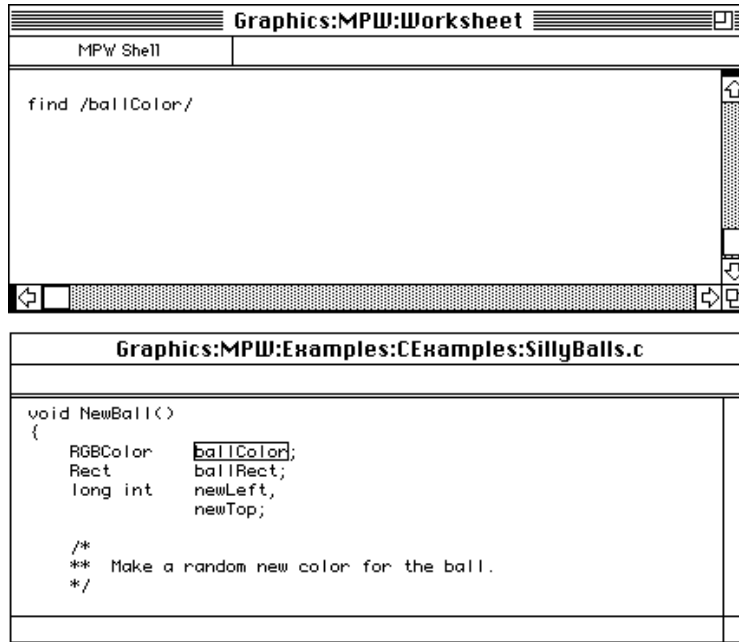 Graphics:MPW:Worksheet
MPW Shell
find /ballColor/
Graphics:MPW:Examples:CExamples:SillyBalls.c
void NewBall()
{
    RGBColor    ballColor;
    Rect        ballRect;
    long int    newLeft,
                newTop;
    /*
    **  Make a random new color for the ball.
    */